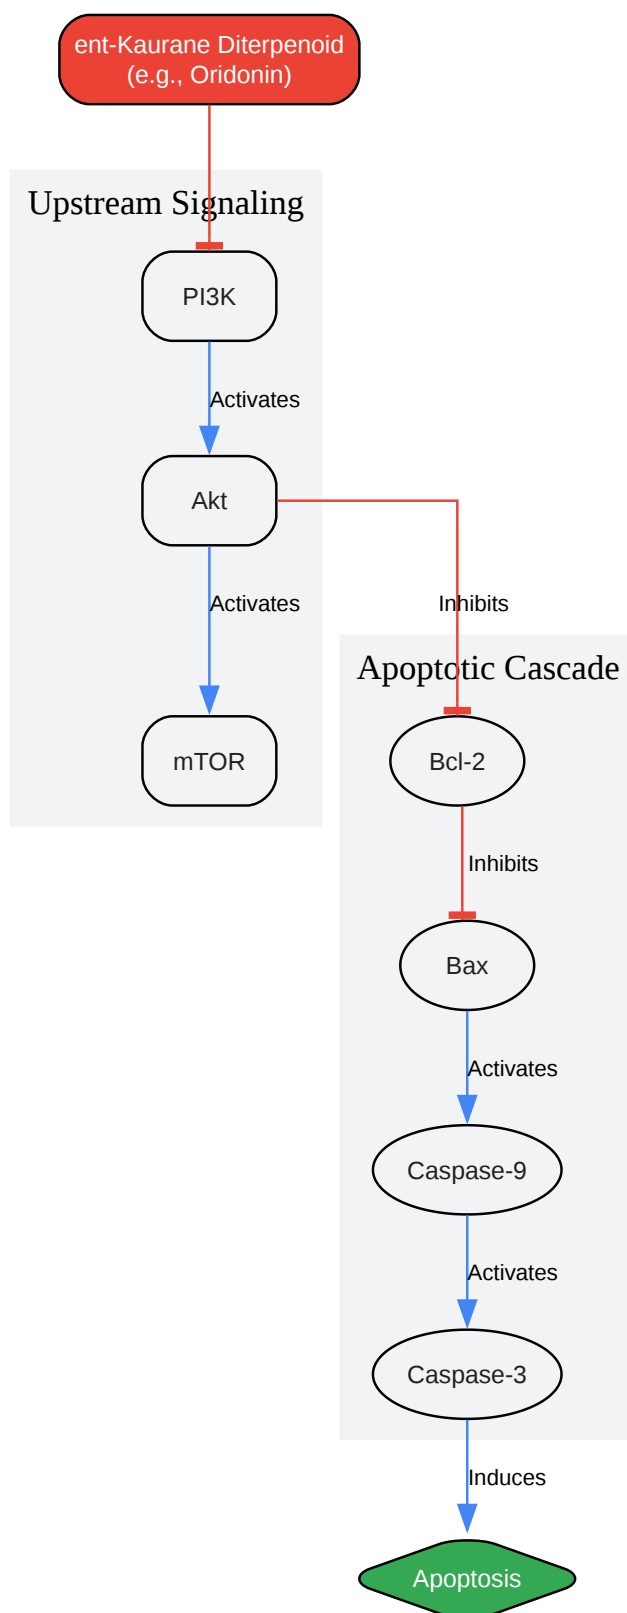 ent-Kaurane Diterpenoid
(e.g., Oridonin)
Upstream Signaling
PI3K
Activates
Akt
Activates
Inhibits
Apoptotic Cascade
mTOR
Bcl-2
Inhibits
Bax
Activates
Caspase-9
Activates
Caspase-3
Induces
Apoptosis